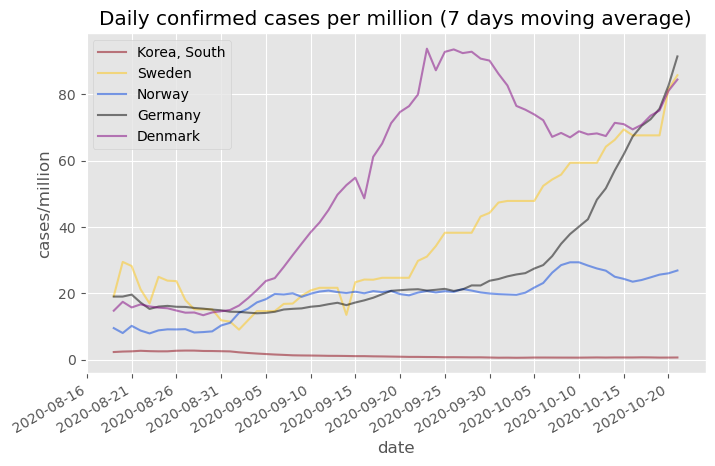 Daily confirmed cases per million (7 days moving average)
Korea, South
Sweden
Norway
Germany
Denmark
cases/million
80
60
40
20
0
2020-08-16
2020-08-21
2020-08-26
2020-08-31
2020-09-05
2020-09-10
2020-09-15
2020-09-20
2020-09-25
2020-09-30
2020-10-05
2020-10-10
2020-10-15
2020-10-20
date